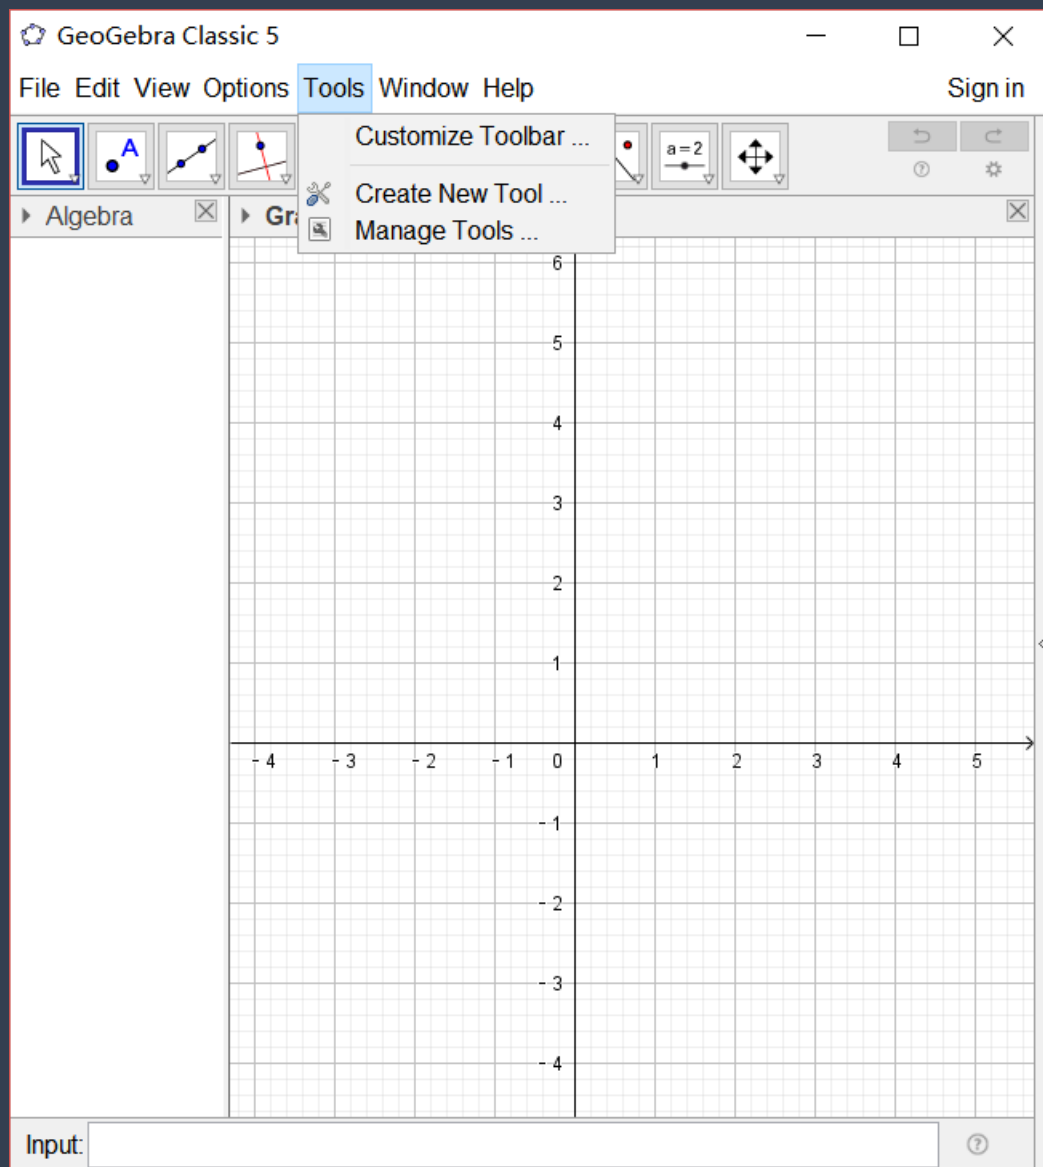 GeoGebra Classic 5
File Edit View Options Tools Window Help Sign in
Customize Toolbar ...
Create New Tool ...
Manage Tools ...
A
a=2
Algebra
6
5
4
3
2
1
- 4 - 3 - 2 - 1 0 1 2 3 4 5
- 1
- 2
- 3
- 4
Input: